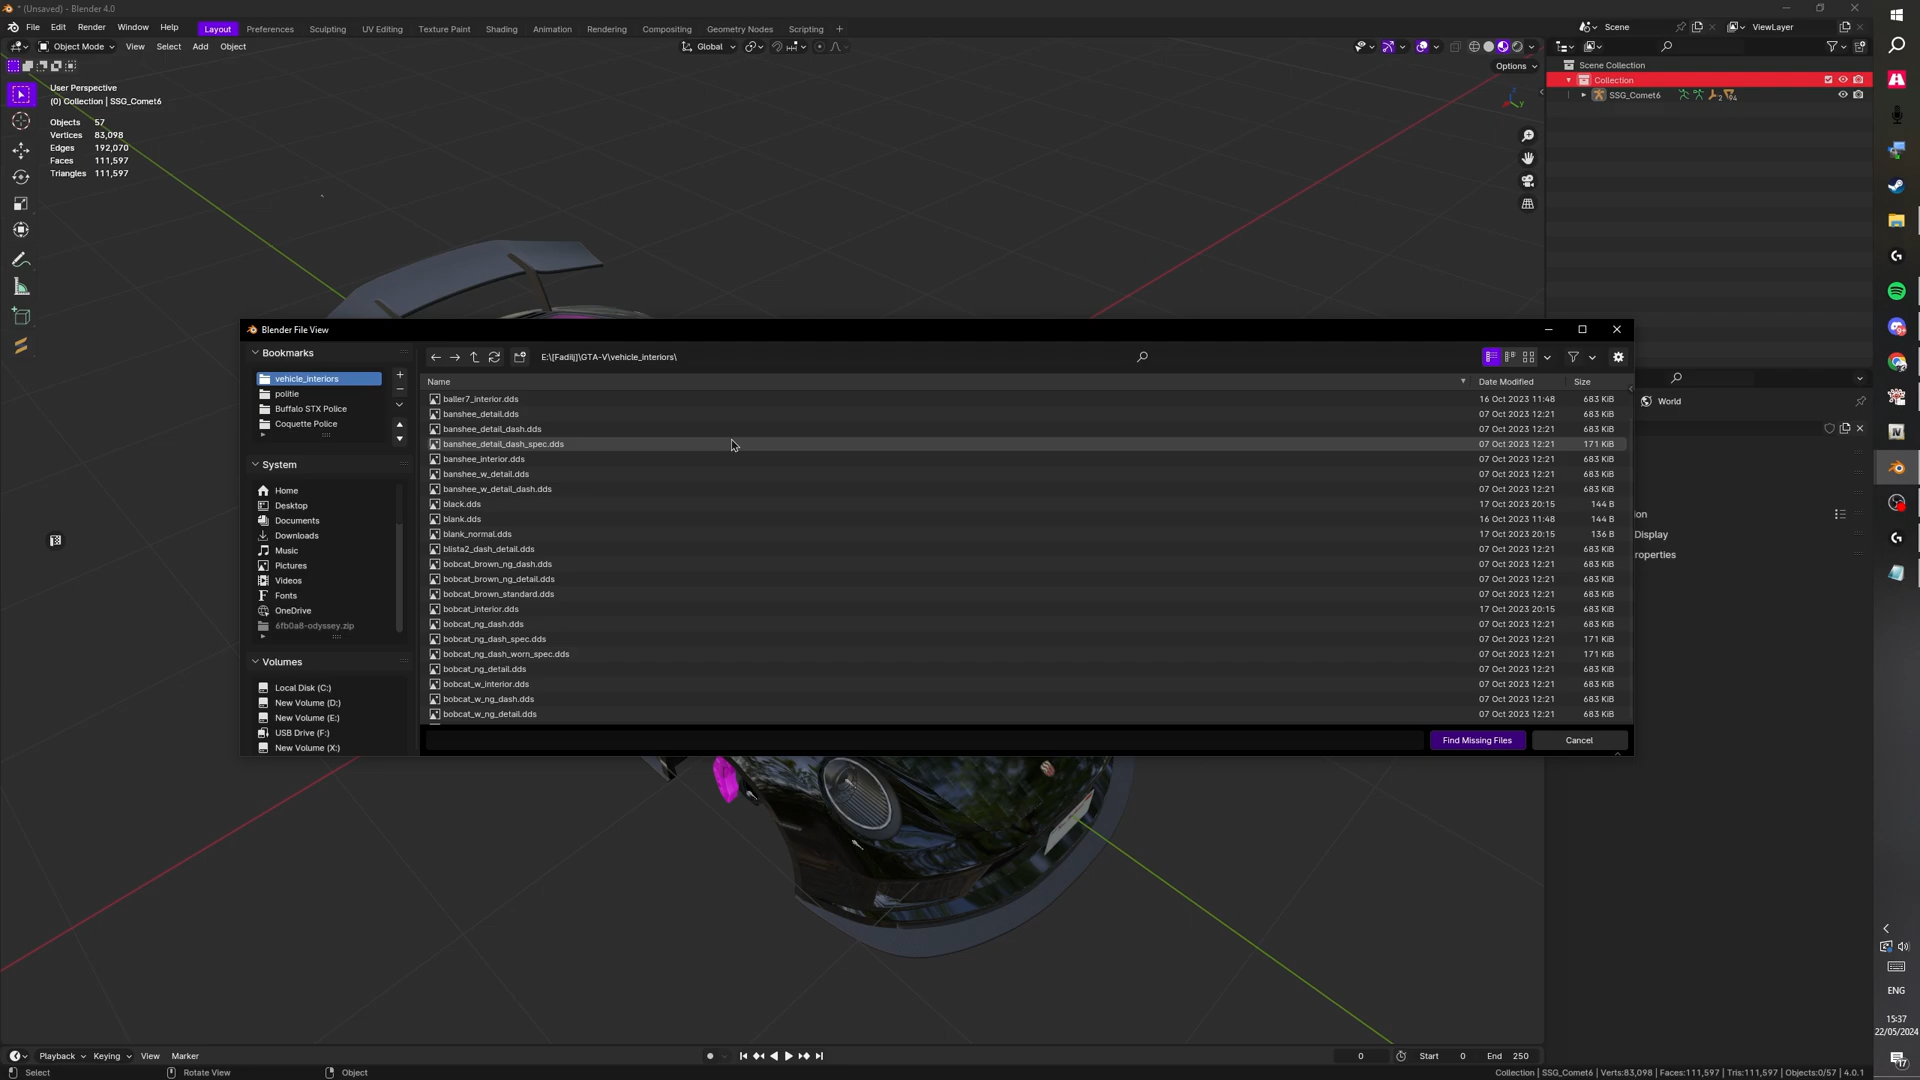 * (Unsaved) - Blender 4.0
File Edit Render Window Help Layout Preferences Sculpting UV Editing Texture Paint Shading Animation Rendering Compositing Geometry Nodes Scripting + Scene ViewLayer
Object Mode View Select Add Object Global
Options
Scene Collection
Collection
SSG_Comet6
User Perspective
(0) Collection | SSG_Comet6
Objects 57
Vertices 83,098
Edges 192,070
Faces 111,597
Triangles 111,597
Blender File View
Bookmarks
vehicle_interiors
politie
Buffalo STX Police
Coquette Police
System
Home
Desktop
Documents
Downloads
Music
Pictures
Videos
Fonts
OneDrive
6fb0a8-odyssey.zip
Volumes
Local Disk (C:)
New Volume (D:)
New Volume (E:)
USB Drive (F:)
New Volume (X:)
E:\[Fadilj]\GTA-V\vehicle_interiors\
Name Date Modified Size
baller7_interior.dds 16 Oct 2023 11:48 683 KiB
banshee_detail.dds 07 Oct 2023 12:21 683 KiB
banshee_detail_dash.dds 07 Oct 2023 12:21 683 KiB
banshee_detail_dash_spec.dds 07 Oct 2023 12:21 171 KiB
banshee_interior.dds 07 Oct 2023 12:21 683 KiB
banshee_w_detail.dds 07 Oct 2023 12:21 683 KiB
banshee_w_detail_dash.dds 07 Oct 2023 12:21 683 KiB
black.dds 17 Oct 2023 20:15 144 B
blank.dds 16 Oct 2023 11:48 144 B
blank_normal.dds 17 Oct 2023 20:15 136 B
blista2_dash_detail.dds 07 Oct 2023 12:21 683 KiB
bobcat_brown_ng_dash.dds 07 Oct 2023 12:21 683 KiB
bobcat_brown_ng_detail.dds 07 Oct 2023 12:21 683 KiB
bobcat_brown_standard.dds 07 Oct 2023 12:21 683 KiB
bobcat_interior.dds 17 Oct 2023 20:15 683 KiB
bobcat_ng_dash.dds 07 Oct 2023 12:21 683 KiB
bobcat_ng_dash_spec.dds 07 Oct 2023 12:21 171 KiB
bobcat_ng_dash_worn_spec.dds 07 Oct 2023 12:21 171 KiB
bobcat_ng_detail.dds 07 Oct 2023 12:21 683 KiB
bobcat_w_interior.dds 07 Oct 2023 12:21 683 KiB
bobcat_w_ng_dash.dds 07 Oct 2023 12:21 683 KiB
bobcat_w_ng_detail.dds 07 Oct 2023 12:21 683 KiB
Find Missing Files Cancel
World
ion
Display
roperties
ENG
15:37
22/05/2024
17
Playback Keying View Marker 0 Start 0 End 250
Select Rotate View Object Collection | SSG_Comet6 | Verts:83,098 | Faces:111,597 | Tris:111,597 | Objects:0/57 | 4.0.1